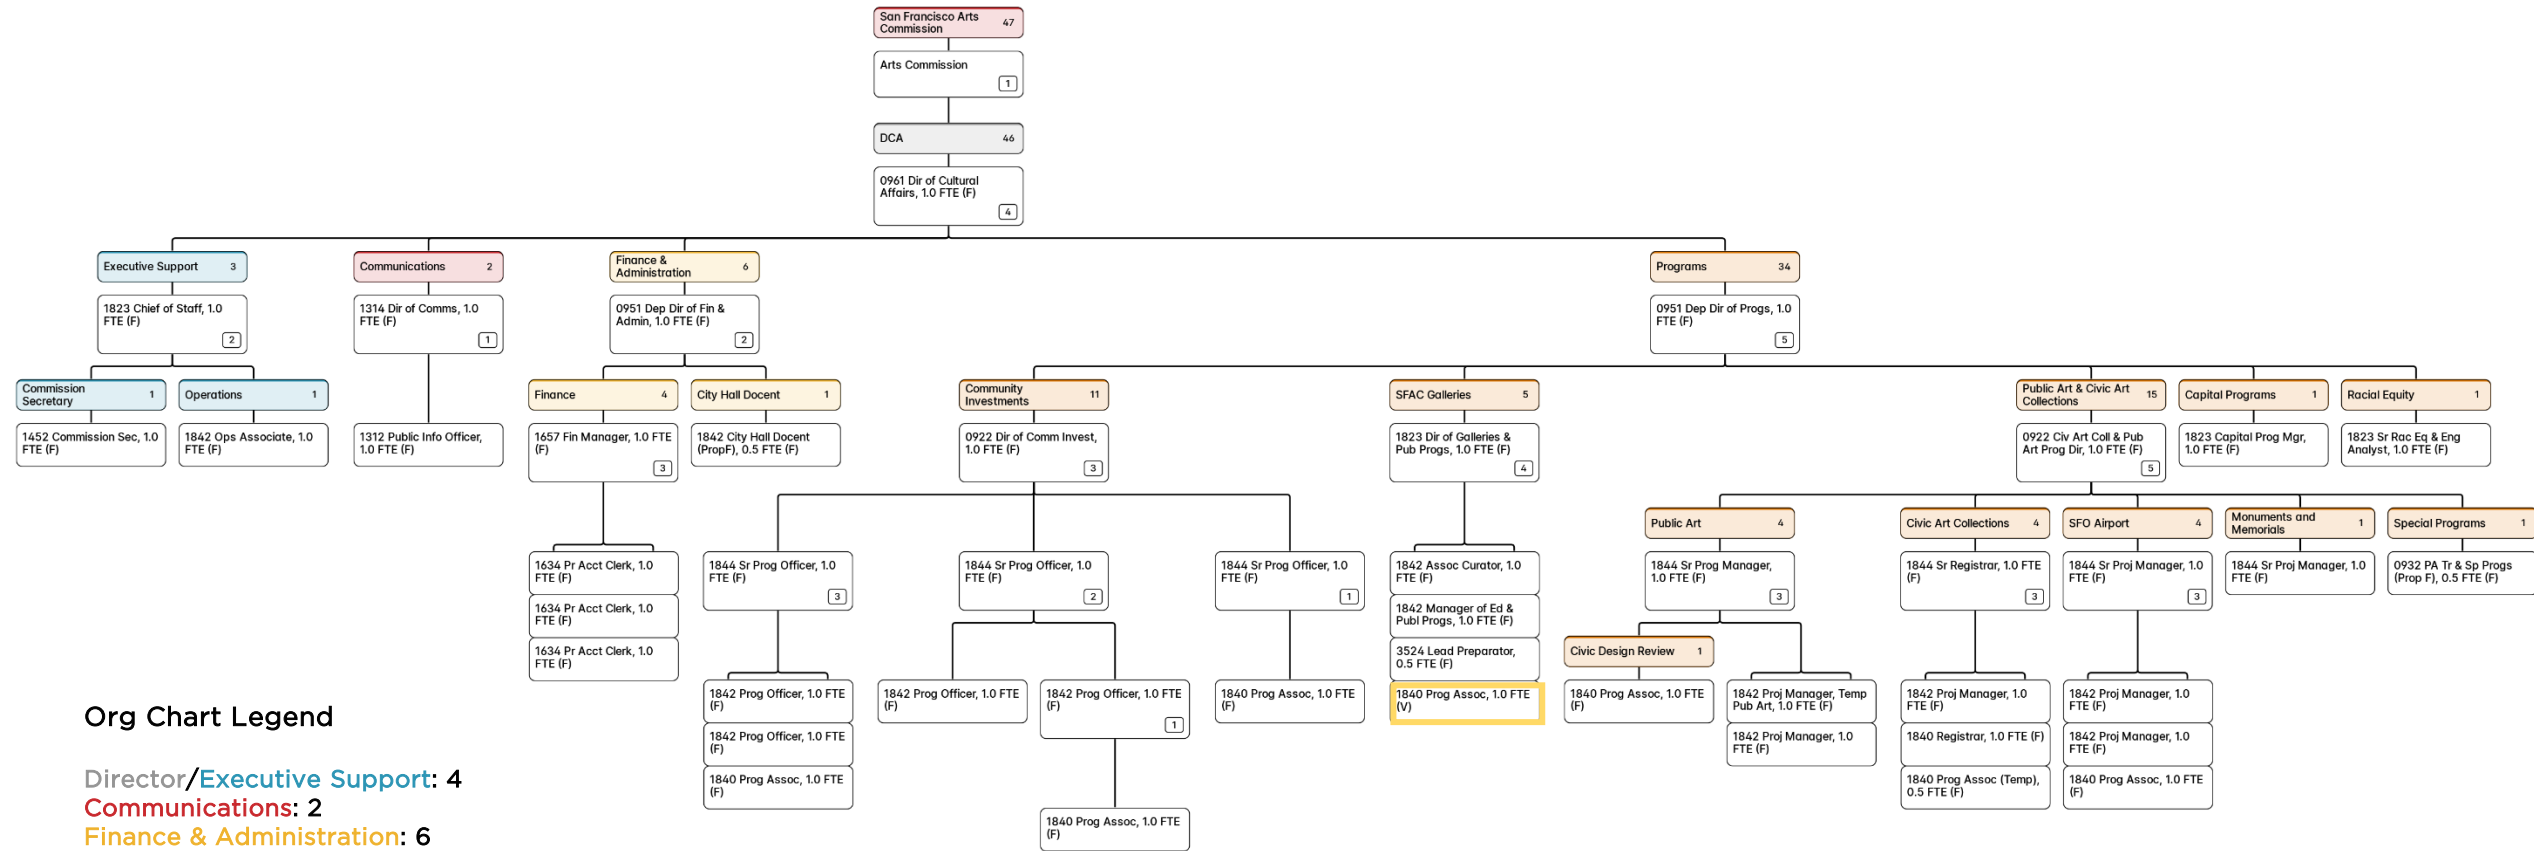 San Francisco Arts
Commission
47
Arts Commission
1
DCA
46
0961 Dir of Cultural
Affairs, 1.0 FTE (F)
4
Executive Support
3
Communications
2
Finance &
Administration
6
Programs
34
1823 Chief of Staff, 1.0
FTE (F)
2
1314 Dir of Comms, 1.0
FTE (F)
1
0951 Dep Dir of Fin &
Admin, 1.0 FTE (F)
2
0951 Dep Dir of Progs, 1.0
FTE (F)
5
Commission
Secretary
1
Operations
1
Finance
4
City Hall Docent
1
Community
Investments
11
SFAC Galleries
5
Public Art & Civic Art
Collections
15
Capital Programs
1
Racial Equity
1
1452 Commission Sec, 1.0
FTE (F)
1842 Ops Associate, 1.0
FTE (F)
1312 Public Info Officer,
1.0 FTE (F)
1657 Fin Manager, 1.0 FTE
(F)
3
1842 City Hall Docent
(PropF), 0.5 FTE (F)
0922 Dir of Comm Invest,
1.0 FTE (F)
3
1823 Dir of Galleries &
Pub Progs, 1.0 FTE (F)
4
0922 Civ Art Coll & Pub
Art Prog Dir, 1.0 FTE (F)
5
1823 Capital Prog Mgr,
1.0 FTE (F)
1823 Sr Rac Eq & Eng
Analyst, 1.0 FTE (F)
Public Art
4
Civic Art Collections
4
SFO Airport
4
Monuments and
Memorials
1
Special Programs
1
1634 Pr Acct Clerk, 1.0
FTE (F)
1634 Pr Acct Clerk, 1.0
FTE (F)
1634 Pr Acct Clerk, 1.0
FTE (F)
1844 Sr Prog Officer, 1.0
FTE (F)
3
1844 Sr Prog Officer, 1.0
FTE (F)
2
1844 Sr Prog Officer, 1.0
FTE (F)
1
1842 Assoc Curator, 1.0
FTE (F)
1842 Manager of Ed &
Publ Progs, 1.0 FTE (F)
3524 Lead Preparator,
0.5 FTE (F)
1840 Prog Assoc, 1.0 FTE
(V)
1844 Sr Prog Manager,
1.0 FTE (F)
3
1844 Sr Registrar, 1.0 FTE
(F)
3
1844 Sr Proj Manager, 1.0
FTE (F)
3
1844 Sr Proj Manager, 1.0
FTE (F)
0932 PA Tr & Sp Progs
(Prop F), 0.5 FTE (F)
Civic Design Review
1
1842 Prog Officer, 1.0 FTE
(F)
1842 Prog Officer, 1.0 FTE
(F)
1840 Prog Assoc, 1.0 FTE
(F)
1842 Prog Officer, 1.0 FTE
(F)
1842 Prog Officer, 1.0 FTE
(F)
1
1840 Prog Assoc, 1.0 FTE
(F)
1840 Prog Assoc, 1.0 FTE
(F)
1840 Prog Assoc, 1.0 FTE
(F)
1842 Proj Manager, Temp
Pub Art, 1.0 FTE (F)
1842 Proj Manager, 1.0
FTE (F)
1842 Proj Manager, 1.0
FTE (F)
1840 Registrar, 1.0 FTE (F)
1840 Prog Assoc (Temp),
0.5 FTE (F)
1842 Proj Manager, 1.0
FTE (F)
1842 Proj Manager, 1.0
FTE (F)
1840 Prog Assoc, 1.0 FTE
(F)
Org Chart Legend
Director/Executive Support: 4
Communications: 2
Finance & Administration: 6